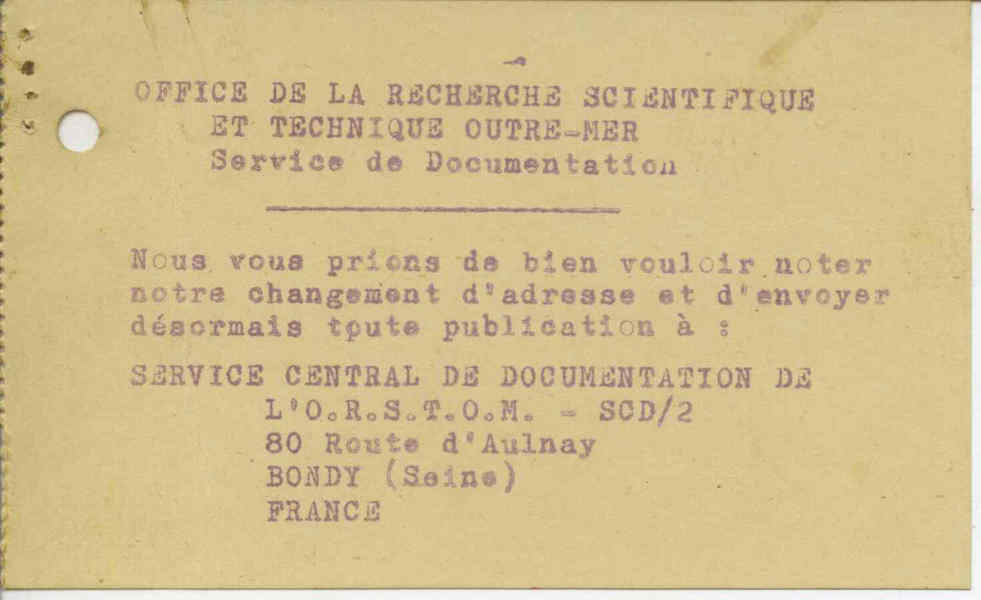 OFFICE DE LA RECHERCHE SCIENTIFIQUE
ET TECHNIQUE OUTRE-MER
Service de Documentation
Nous vous prions de bien vouloir noter
notre changement d'adresse et d'envoyer
désormais toute publication à :
SERVICE CENTRAL DE DOCUMENTATION DE
L'O.R.S.T.O.M. - SCD/2
80 Route d'Aulnay
BONDY (Seine)
FRANCE